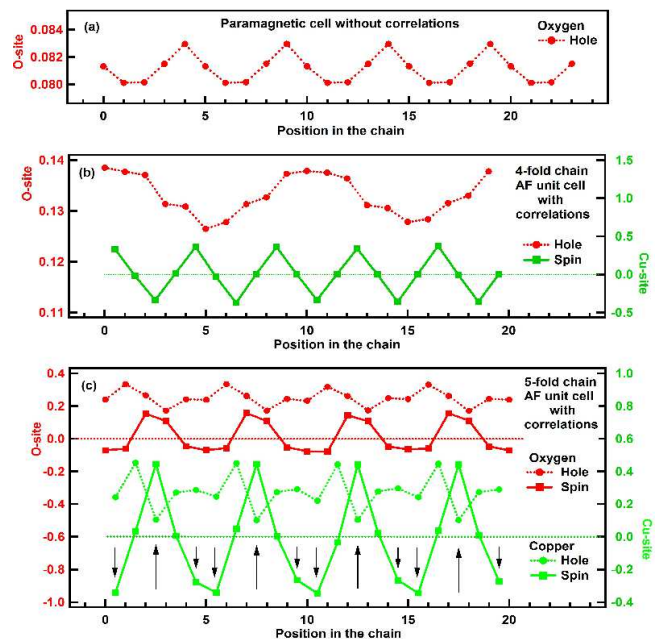 Paramagnetic cell without correlations
(a)
Oxygen
Hole
0.084
0.082
0.080
O-site
0 5 10 15 20
Position in the chain
(b)
4-fold chain
AF unit cell
with
correlations
Hole
Spin
0.14
0.13
0.12
0.11
O-site
1.5
1.0
0.5
0.0
-0.5
Cu-site
0 5 10 15 20
Position in the chain
(c)
5-fold chain
AF unit cell
with
correlations
Oxygen
Hole
Spin
Copper
Hole
Spin
0.4
0.2
0.0
-0.2
-0.4
-0.6
-0.8
-1.0
O-site
1.0
0.8
0.6
0.4
0.2
0.0
-0.2
-0.4
Cu-site
0 5 10 15 20
Position in the chain